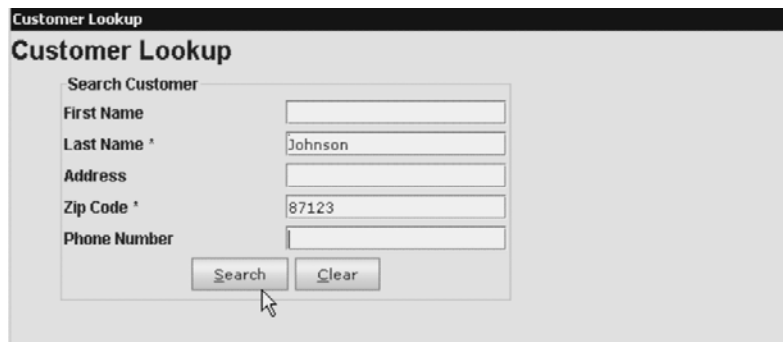 Customer Lookup
Customer Lookup
Search Customer
First Name
Last Name * Johnson
Address
Zip Code * 87123
Phone Number
Search Clear